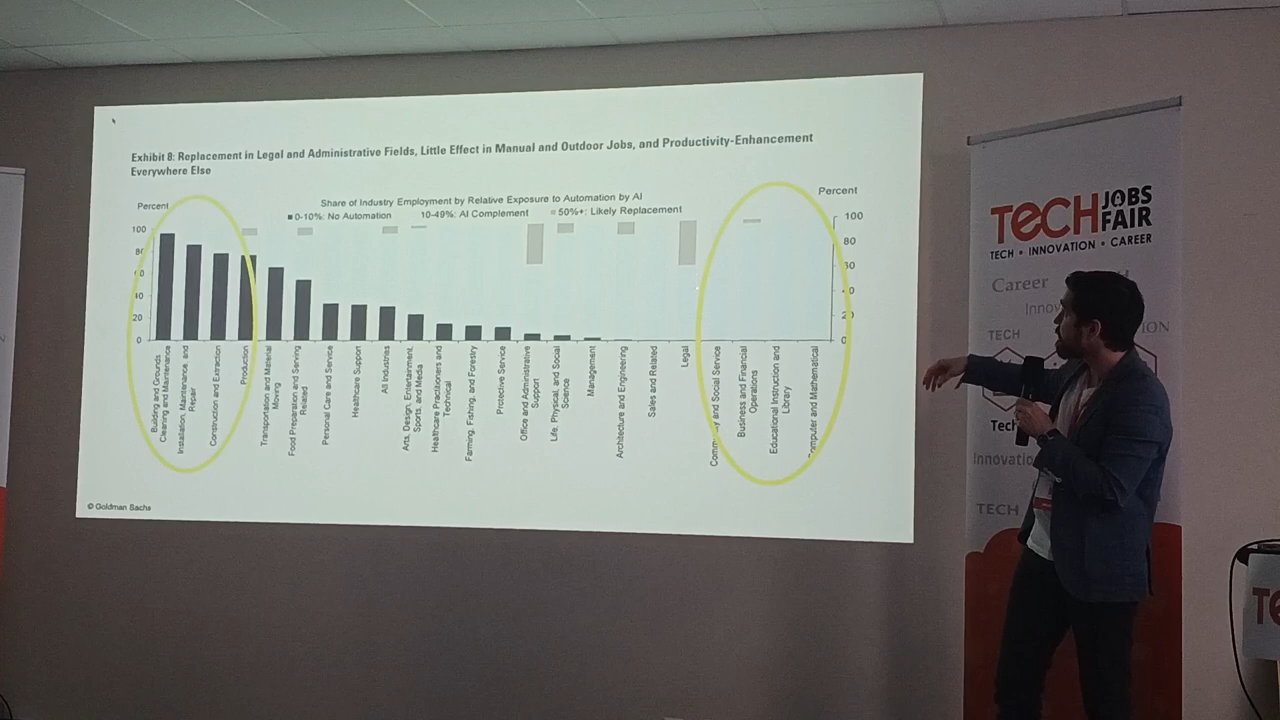 Exhibit 8: Replacement in Legal and Administrative Fields, Little Effect in Manual and Outdoor Jobs, and Productivity-Enhancement
Everywhere Else
Share of Industry Employment by Relative Exposure to Automation by AI
0-10%: No Automation 10-49%: AI Complement 50%+: Likely Replacement
Percent
100
40
20
0
Percent
100
80
0
Building and Grounds
Cleaning and Maintenance
Installation, Maintenance, and
Repair
Construction and Extraction
Production
Transportation and Material
Moving
Food Preparation and Serving
Related
Personal Care and Service
Healthcare Support
All Industries
Arts, Design, Entertainment,
Sports, and Media
Healthcare Practitioners and
Technical
Farming, Fishing, and Forestry
Protective Service
Office and Administrative
Support
Life, Physical, and Social
Science
Management
Architecture and Engineering
Sales and Related
Legal
Community and Social Service
Business and Financial
Operations
Educational Instruction and
Library
Computer and Mathematical
© Goldman Sachs
TECH JOBS
FAIR
TECH • INNOVATION • CAREER
Career
Innov
TECH
ION
Tech
Innovatio
TECH
TE